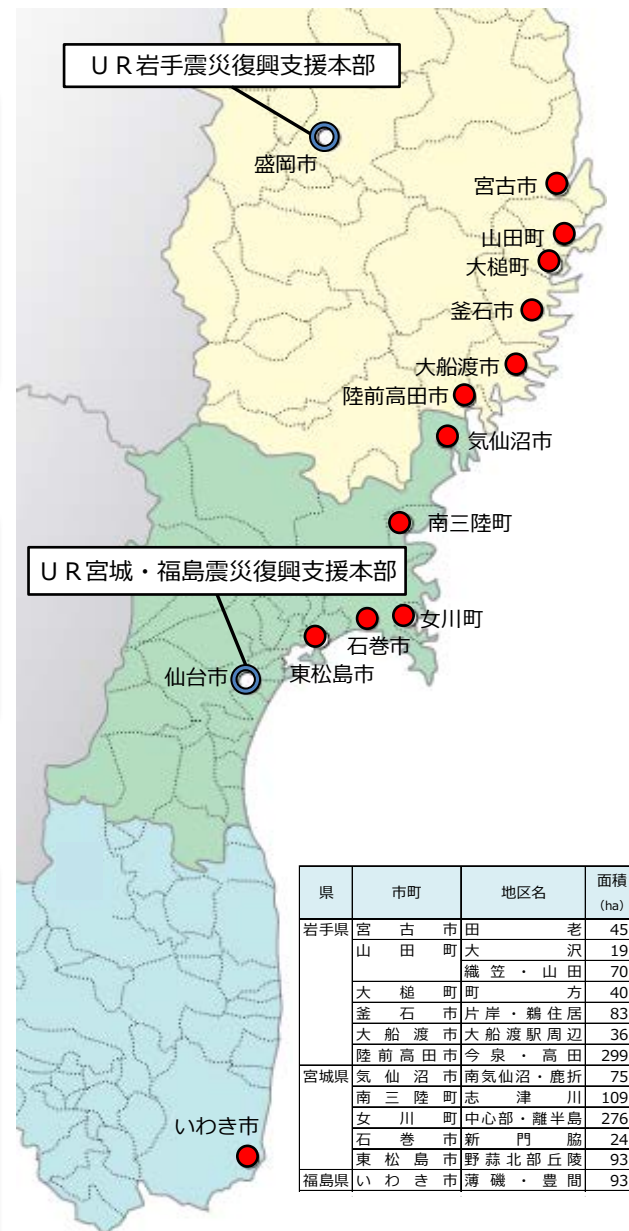 ＵＲ岩手震災復興支援本部
盛岡市
宮古市
山田町
大槌町
釜石市
大船渡市
陸前高田市
気仙沼市
南三陸町
ＵＲ宮城・福島震災復興支援本部
女川町
石巻市
仙台市
東松島市
いわき市
県 市町 地区名 面積(ha)
岩手県 宮古市 田老 45
山田町 大沢 19
織笠・山田 70
大槌町 町方 40
釜石市 片岸・鵜住居 83
大船渡市 大船渡駅周辺 36
陸前高田市 今泉・高田 299
宮城県 気仙沼市 南気仙沼・鹿折 75
南三陸町 志津川 109
女川町 中心部・離半島 276
石巻市 新門脇 24
東松島市 野蒜北部丘陵 93
福島県 いわき市 薄磯・豊間 93